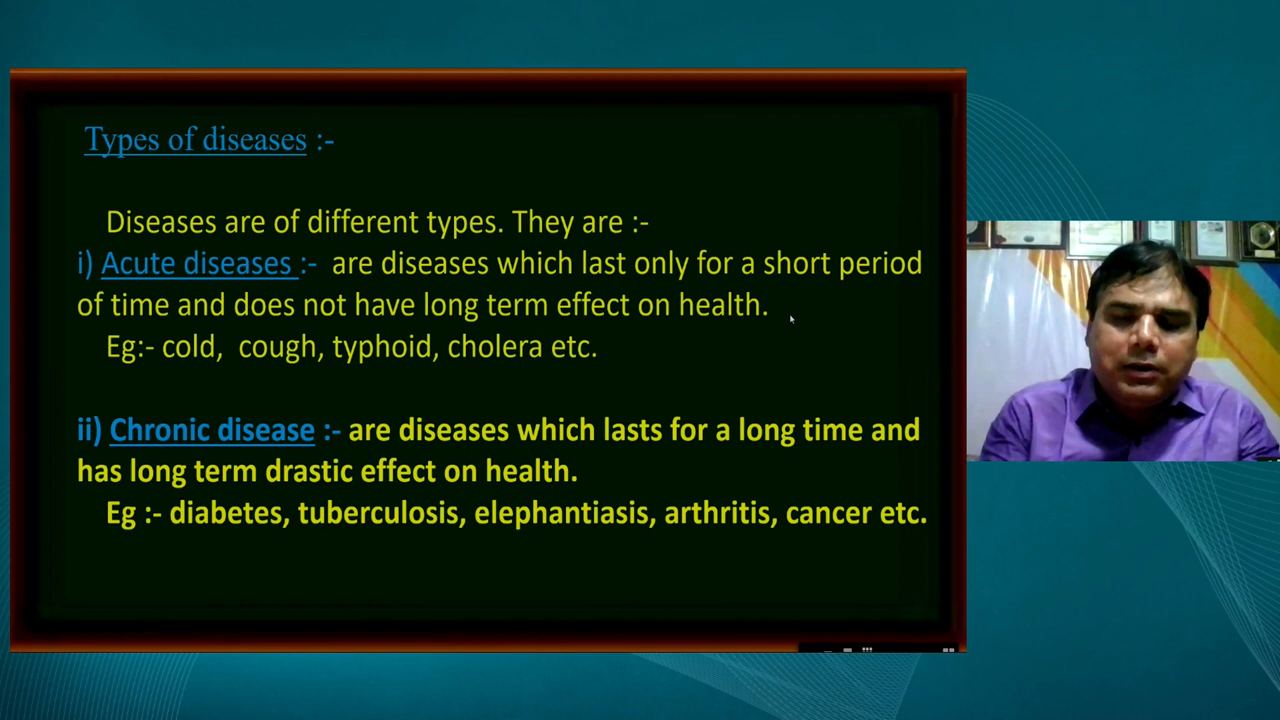 Types of diseases :-
Diseases are of different types. They are :-
i) Acute diseases :- are diseases which last only for a short period
of time and does not have long term effect on health.
Eg:- cold, cough, typhoid, cholera etc.
ii) Chronic disease :- are diseases which lasts for a long time and
has long term drastic effect on health.
Eg :- diabetes, tuberculosis, elephantiasis, arthritis, cancer etc.